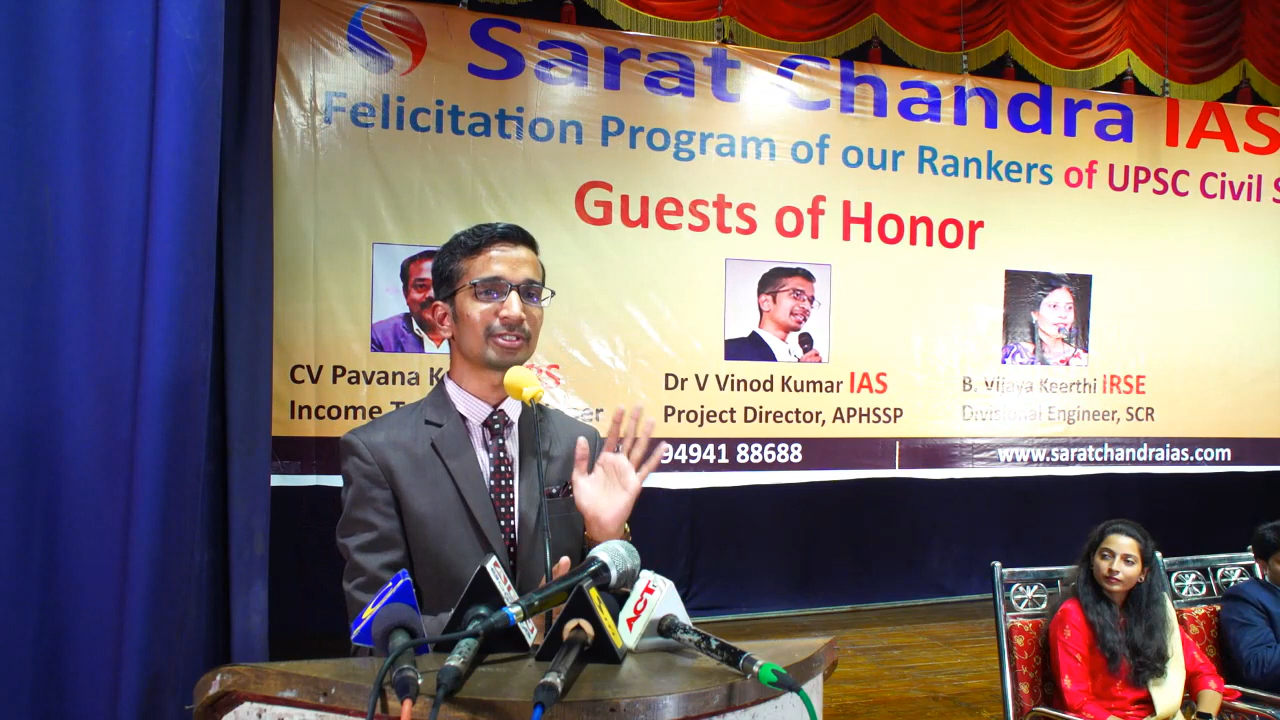 Sarat Chandra IAS
Felicitation Program of our Rankers of UPSC Civil
Guests of Honor
CV Pavana
Dr V Vinod Kumar IAS
B. Vijaya Keerthi IRSE
Income
Project Director, APHSSP
Divisional Engineer, SCR
94941 88688
www.saratchandraias.com
ACT